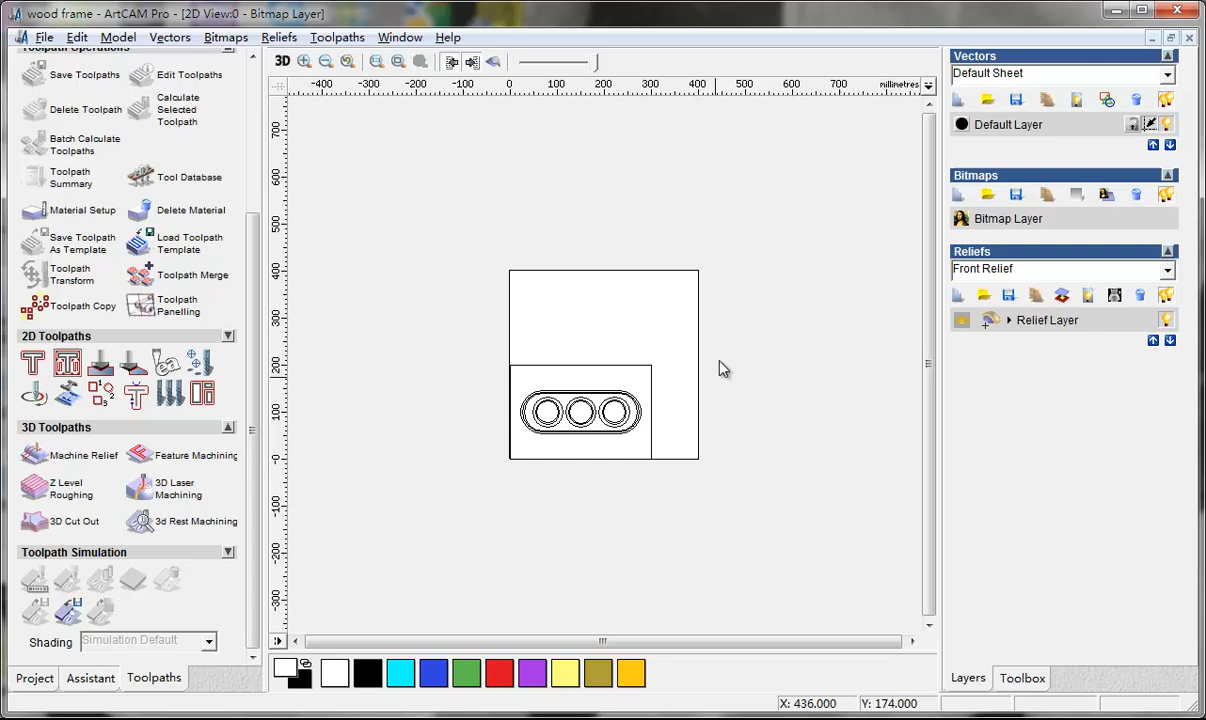 wood frame - ArtCAM Pro - [2D View:0 - Bitmap Layer]
File Edit Model Vectors Bitmaps Reliefs Toolpaths Window Help
Toolpath Operations
Save Toolpaths
Edit Toolpaths
Delete Toolpath
Calculate
Selected
Toolpath
Batch Calculate
Toolpaths
Toolpath
Summary
Tool Database
Material Setup
Delete Material
Save Toolpath
As Template
Load Toolpath
Template
Toolpath
Transform
Toolpath Merge
Toolpath Copy
Toolpath
Panelling
2D Toolpaths
3D Toolpaths
Machine Relief
Feature Machining
Z Level
Roughing
3D Laser
Machining
3D Cut Out
3d Rest Machining
Toolpath Simulation
Shading Simulation Default
Project Assistant Toolpaths
3D
-400 -300 -200 -100 0 100 200 300 400 500 600 700 millimetres
700
600
500
400
300
200
100
-0
-100
-200
-300
Vectors
Default Sheet
Default Layer
Bitmaps
Bitmap Layer
Reliefs
Front Relief
Relief Layer
Layers Toolbox
X: 436.000 Y: 174.000